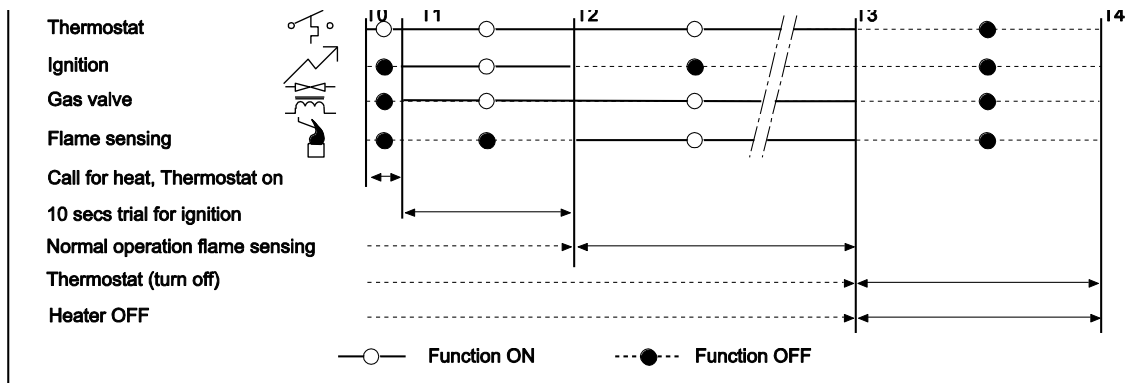 T0 T1 T2 T3 T4
Thermostat
Ignition
Gas valve
Flame sensing
Call for heat, Thermostat on
10 secs trial for ignition
Normal operation flame sensing
Thermostat (turn off)
Heater OFF
Function ON Function OFF